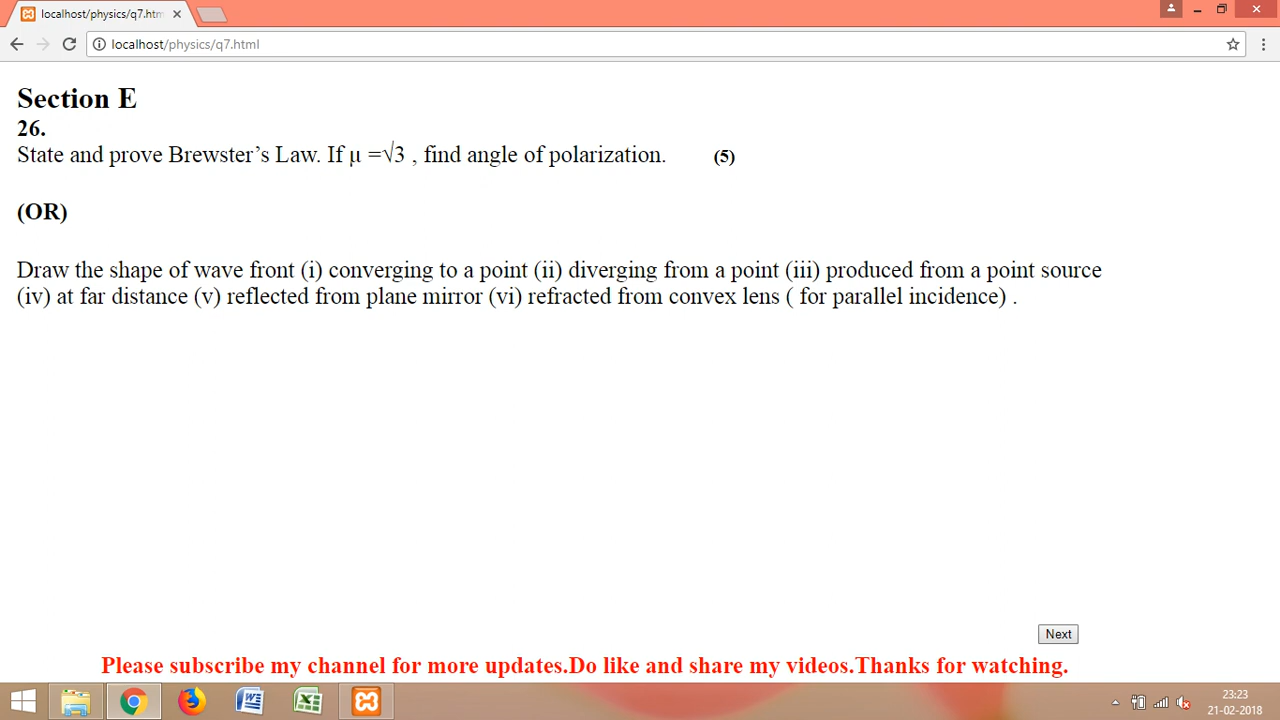 localhost/physics/q7.htm
localhost/physics/q7.html
Section E
26.
State and prove Brewster’s Law. If μ =√3 , find angle of polarization. (5)
(OR)
Draw the shape of wave front (i) converging to a point (ii) diverging from a point (iii) produced from a point source
(iv) at far distance (v) reflected from plane mirror (vi) refracted from convex lens ( for parallel incidence) .
Next
Please subscribe my channel for more updates.Do like and share my videos.Thanks for watching.
23:23
21-02-2018